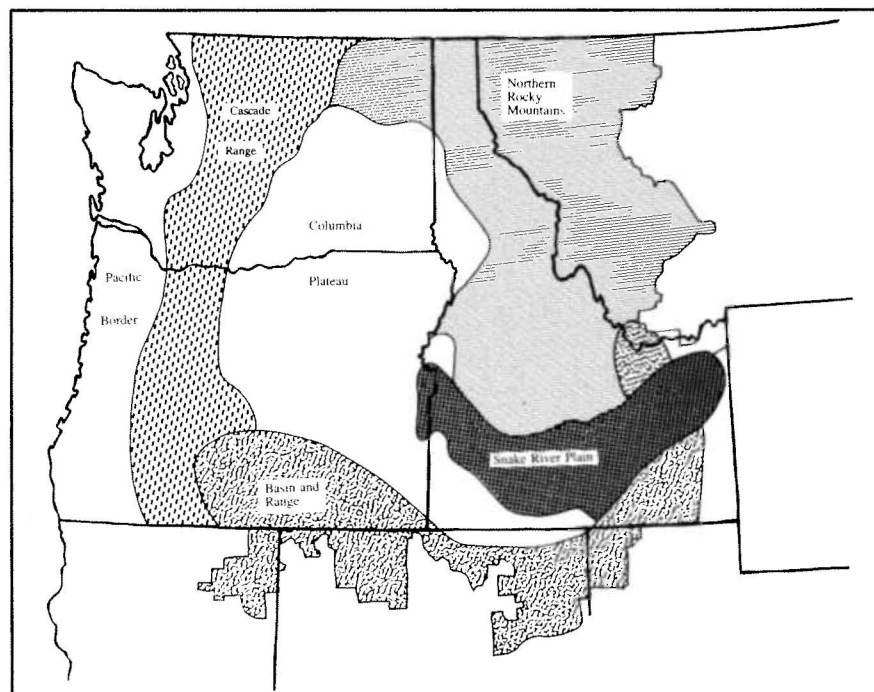 Northern
Rocky
Mountains
Cascade
Range
Columbia
Plateau
Pacific
Border
Snake River Plain
Basin and
Range